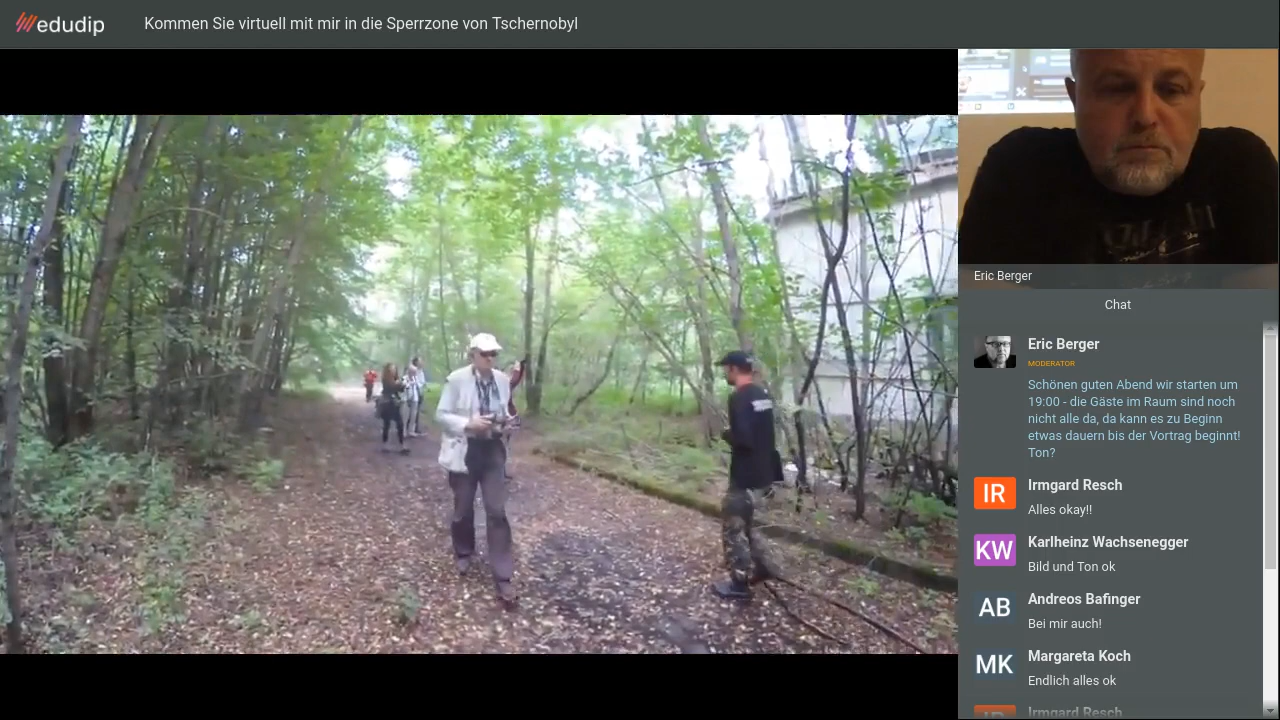 edudip
Kommen Sie virtuell mit mir in die Sperrzone von Tschernobyl
Eric Berger
Chat
Eric Berger
MODERATOR
Schönen guten Abend wir starten um
19:00 - die Gäste im Raum sind noch
nicht alle da, da kann es zu Beginn
etwas dauern bis der Vortrag beginnt!
Ton?
IR
Irmgard Resch
Alles okay!!
KW
Karlheinz Wachsenegger
Bild und Ton ok
AB
Andreos Bafinger
Bei mir auch!
MK
Margareta Koch
Endlich alles ok
IR
Irmgard Resch